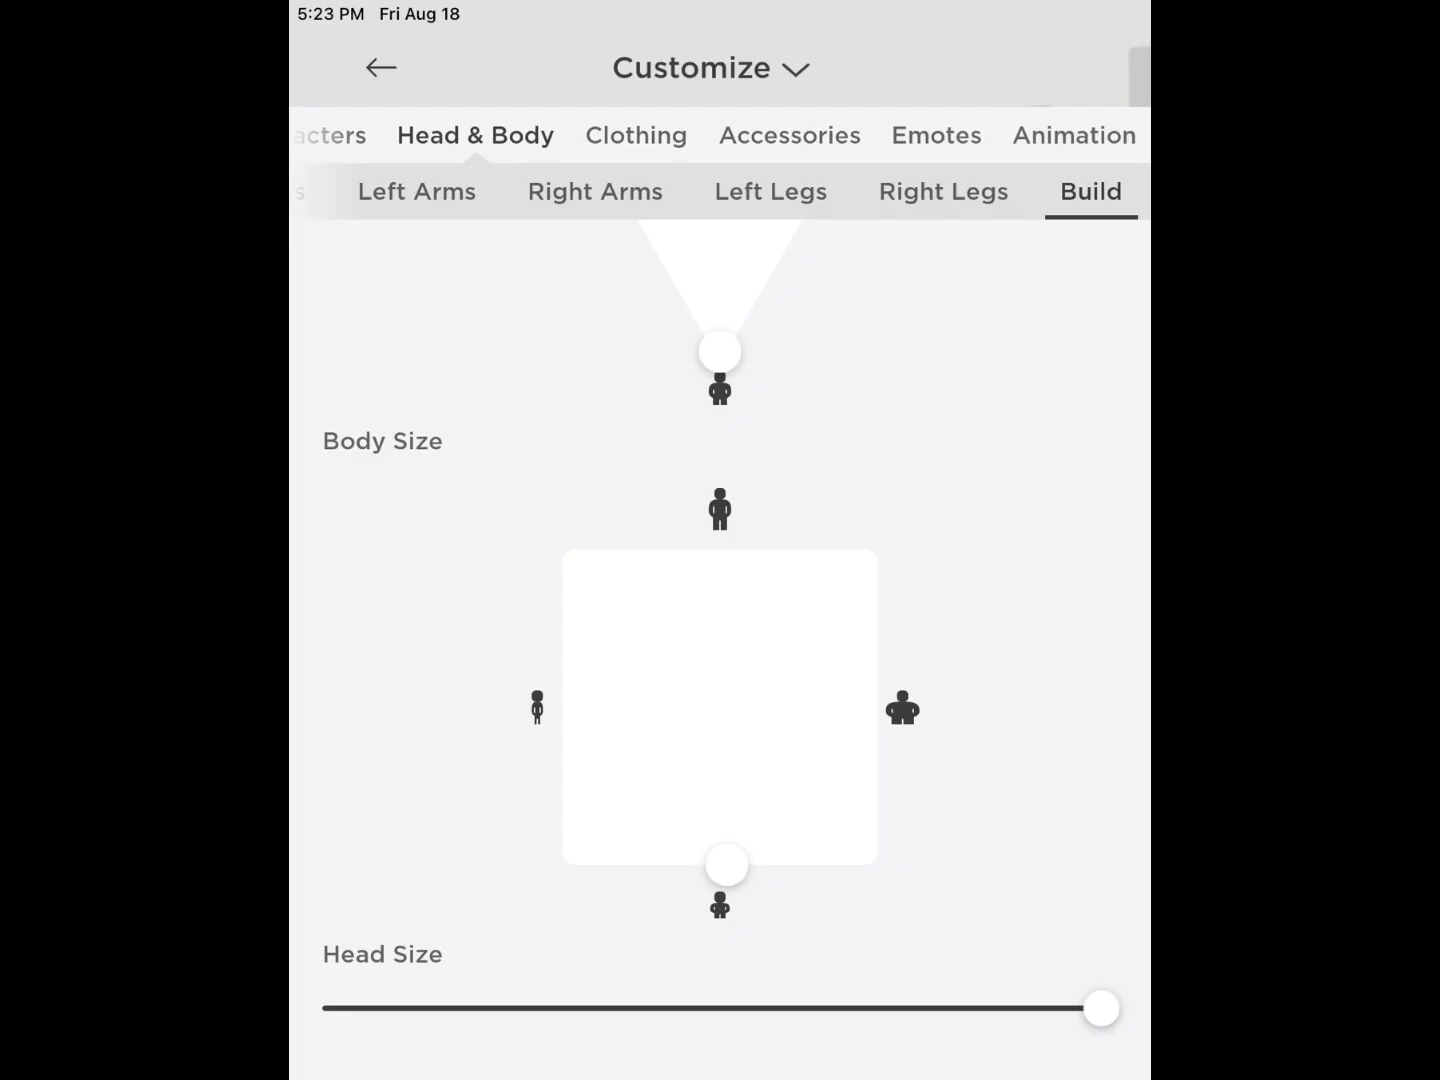 5:23 PM Fri Aug 18
Customize
acters Head & Body Clothing Accessories Emotes Animation
s Left Arms Right Arms Left Legs Right Legs Build
Body Size
Head Size